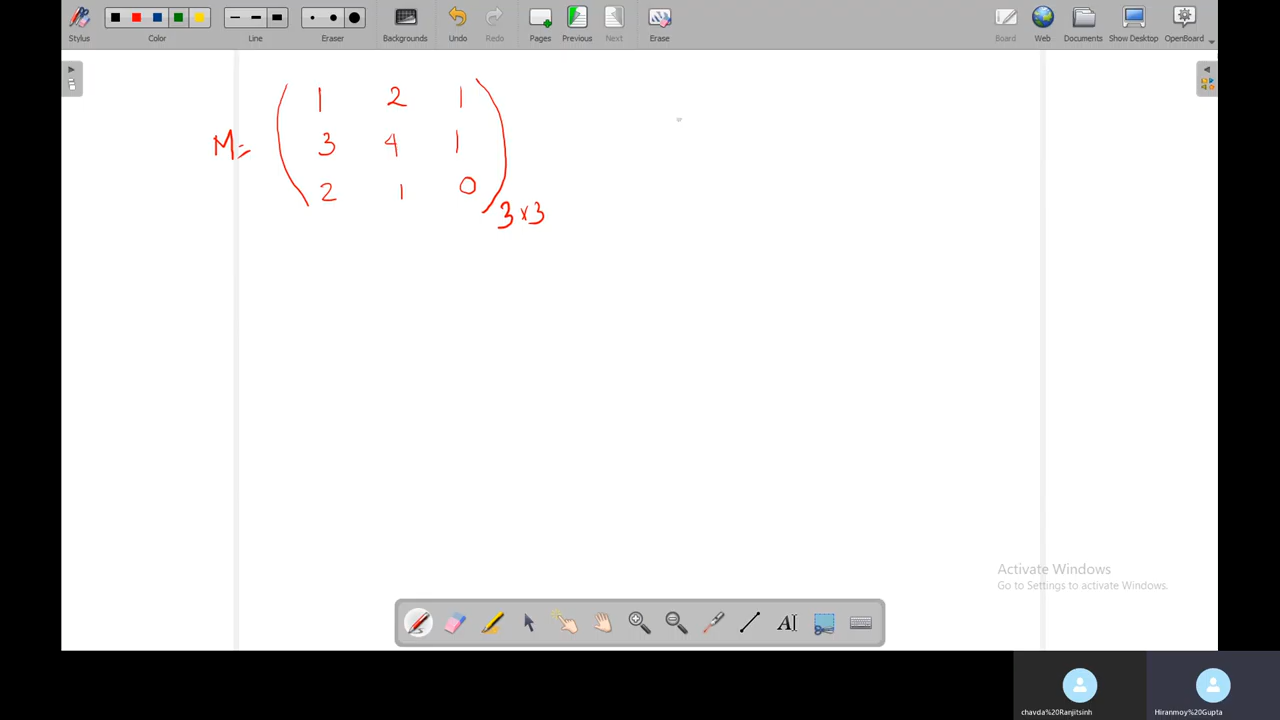 Stylus Color Line Eraser Backgrounds Undo Redo Pages Previous Next Erase Board Web Documents Show Desktop OpenBoard
1 2 1
M= 3 4 1
2 1 0
3×3
Activate Windows
Go to Settings to activate Windows.
A
chavda%20Ranjitsinh Hiranmoy%20Gupta